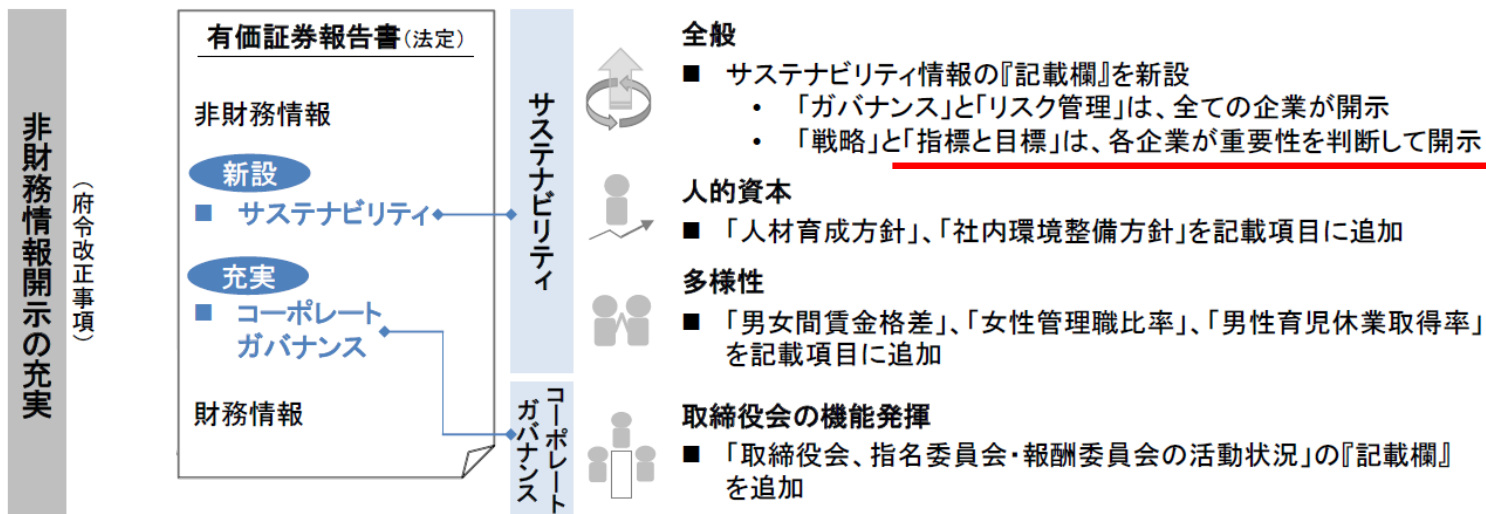 非財務情報開示の充実
（府令改正事項）
有価証券報告書（法定）
非財務情報
新設
■ サステナビリティ
充実
■ コーポレート
ガバナンス
財務情報
サステナビリティ
コーポレート
ガバナンス
全般
■ サステナビリティ情報の『記載欄』を新設
• 「ガバナンス」と「リスク管理」は、全ての企業が開示
• 「戦略」と「指標と目標」は、各企業が重要性を判断して開示
人的資本
■ 「人材育成方針」、「社内環境整備方針」を記載項目に追加
多様性
■ 「男女間賃金格差」、「女性管理職比率」、「男性育児休業取得率」
を記載項目に追加
取締役会の機能発揮
■ 「取締役会、指名委員会・報酬委員会の活動状況」の『記載欄』
を追加